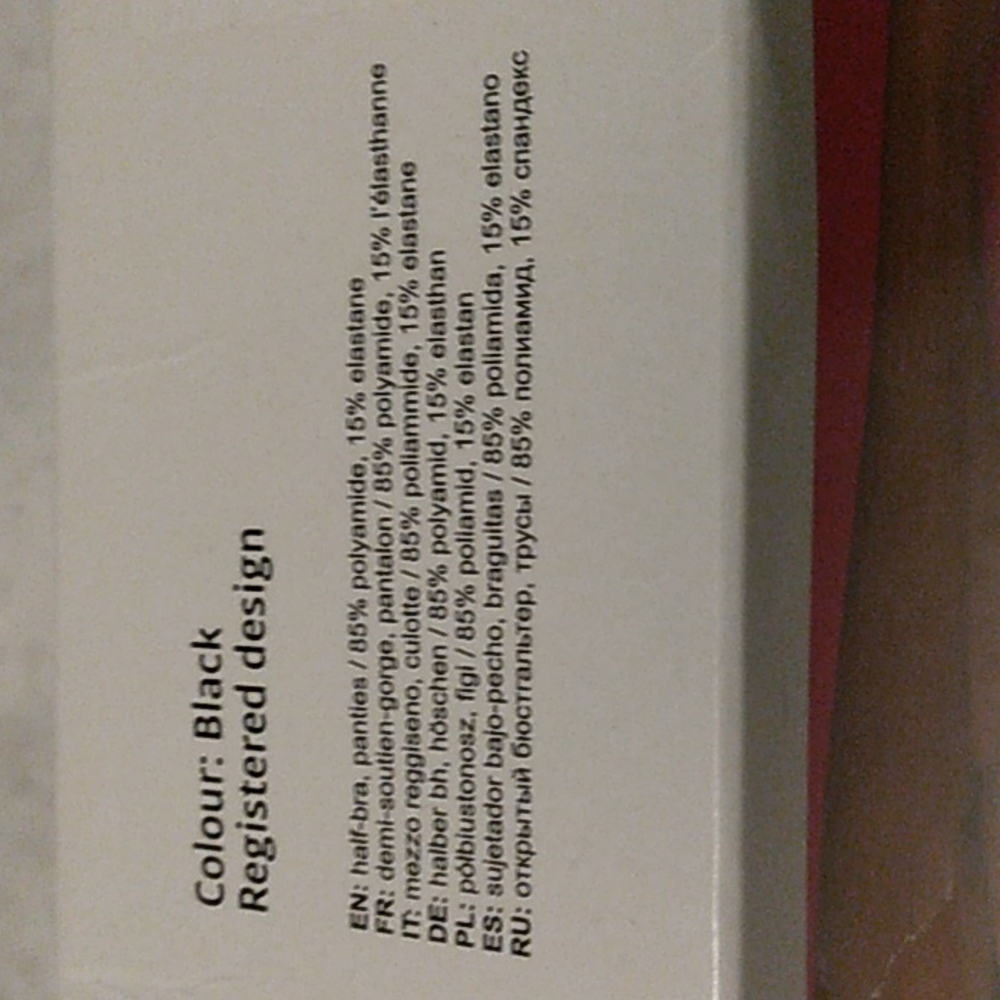 Colour: Black
Registered design
EN: half-bra, panties / 85% polyamide, 15% elastane
FR: demi-soutien-gorge, pantalon / 85% polyamide, 15% l'élasthanne
IT: mezzo reggiseno, culotte / 85% poliammide, 15% elastane
DE: halber bh, höschen / 85% polyamid, 15% elasthan
PL: półbiustonosz, figi / 85% poliamid, 15% elastan
ES: sujetador bajo-pecho, braguitas / 85% poliamida, 15% elastano
RU: открытый бюстгальтер, трусы / 85% полиамид, 15% спандекс